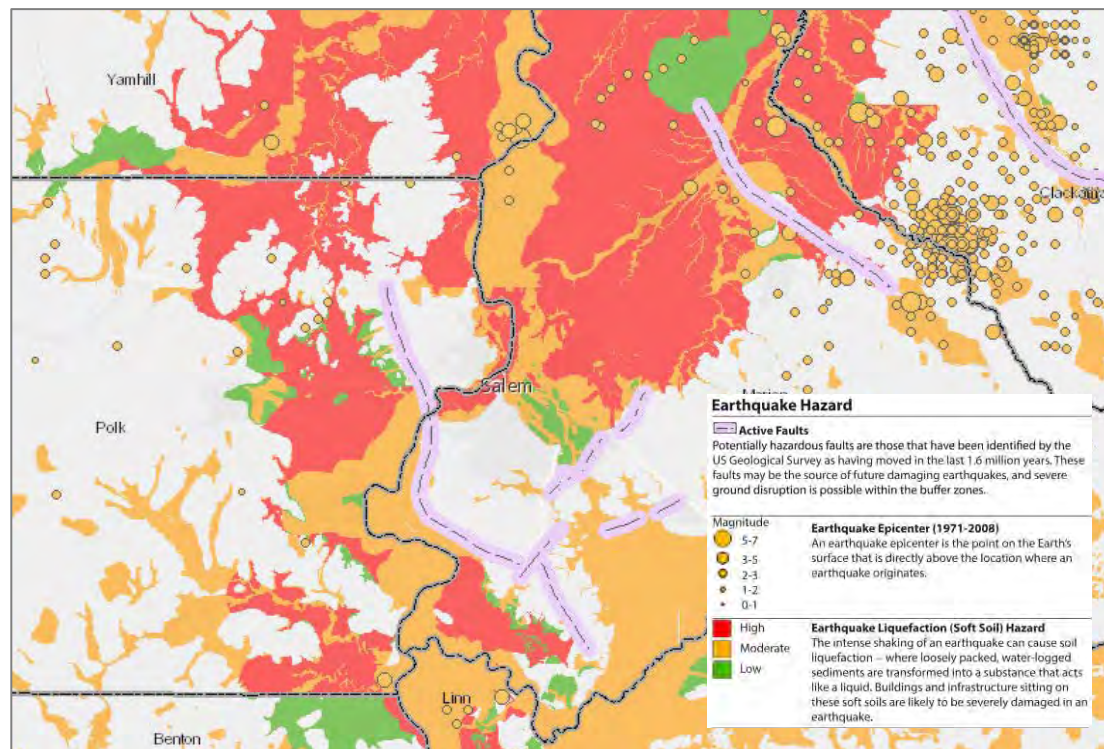 Yamhill
Clackama
Salem
Polk
Linn
Benton
Earthquake Hazard
Active Faults
Potentially hazardous faults are those that have been identified by the
US Geological Survey as having moved in the last 1.6 million years. These
faults may be the source of future damaging earthquakes, and severe
ground disruption is possible within the buffer zones.
Magnitude
5-7
3-5
2-3
1-2
0-1
Earthquake Epicenter (1971-2008)
An epicenter is the point on the Earth's
surface that is directly above the location where an
earthquake originates.
High
Moderate
Low
Earthquake Liquefaction (Soft Soil) Hazard
The intense shaking of an earthquake can cause soil
liquefaction – where loosely packed, water-logged
sediments are transformed into a substance that acts
like a liquid. Buildings and infrastructure sitting on
these soft soils are likely to be severely damaged in an
earthquake.